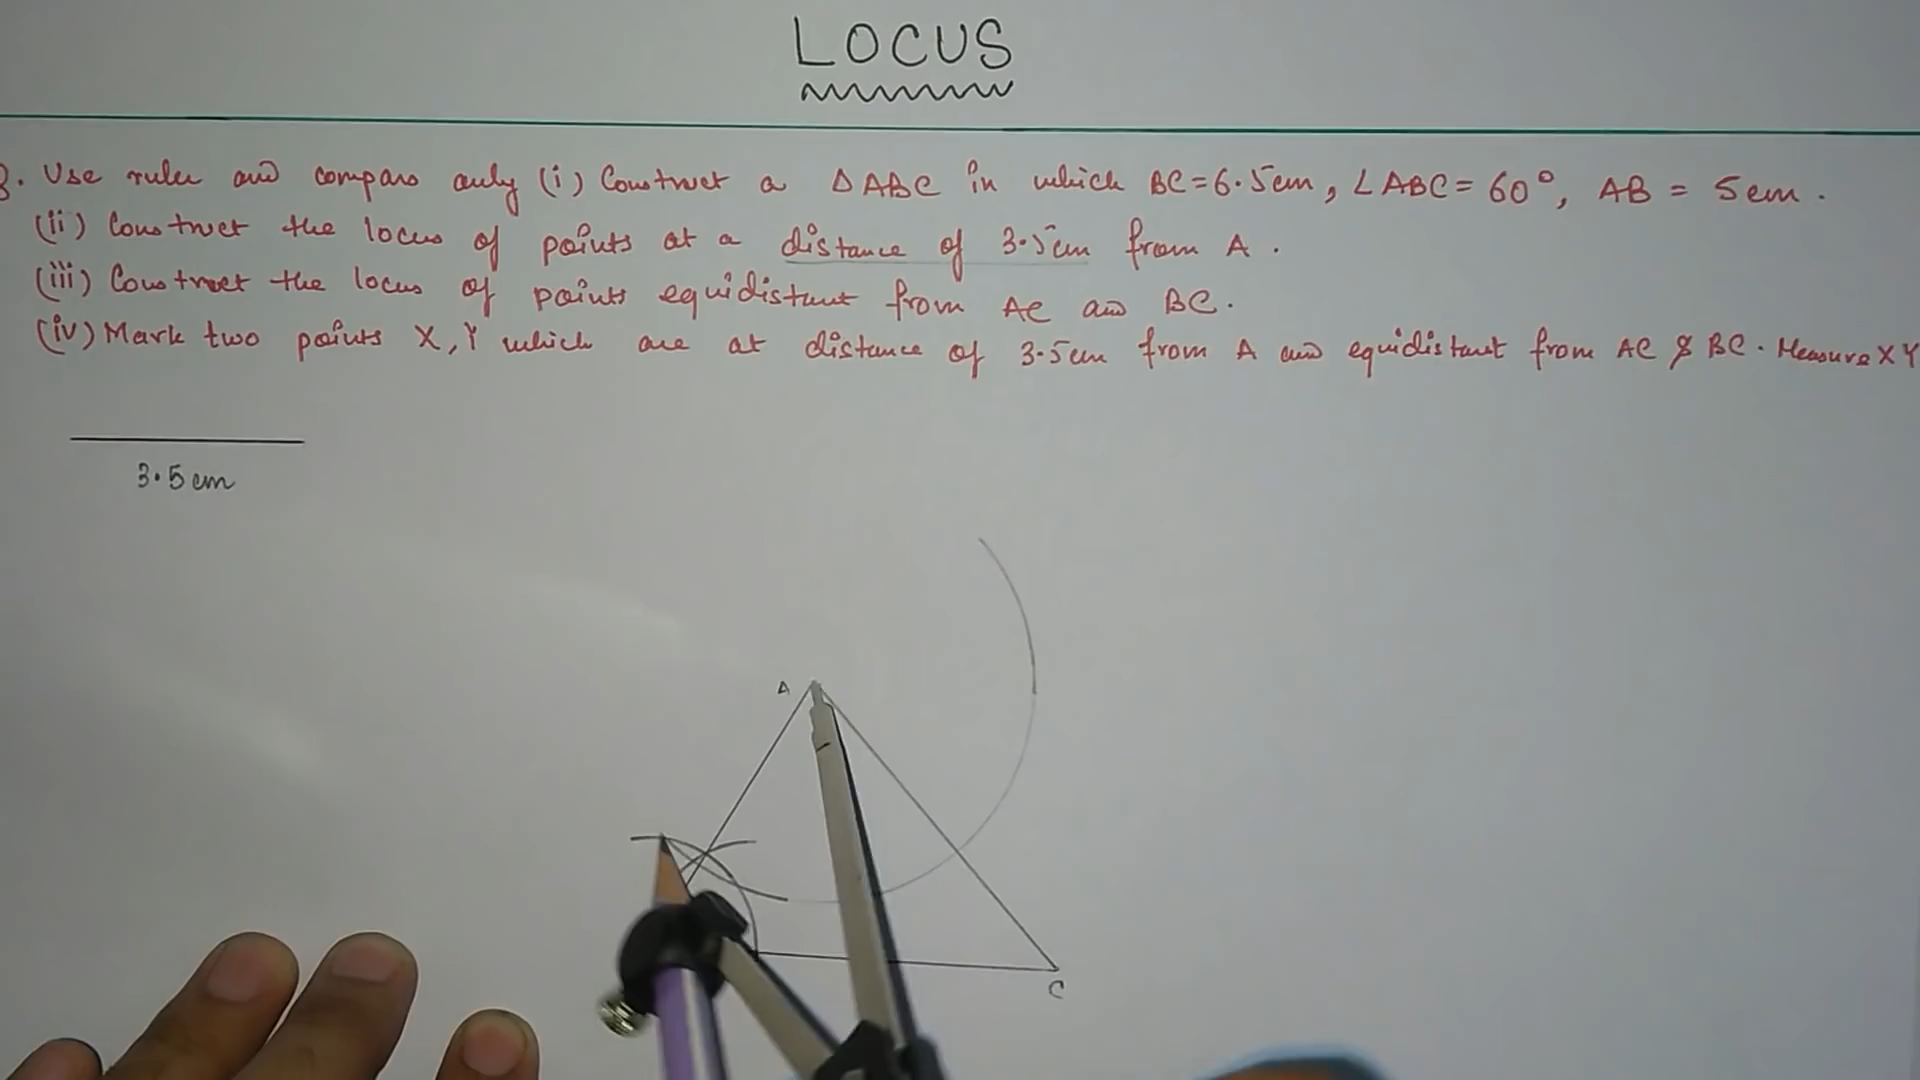 LOCUS
3. Use ruler and compass only (i) Construct a △ABC in which BC=6.5cm, ∠ABC= 60°, AB = 5cm.
(ii) Construct the locus of points at a distance of 3.5cm from A.
(iii) Construct the locus of points equidistant from AC and BC.
(iv) Mark two points X,Y which are at distance of 3.5cm from A and equidistant from AC & BC. Measure XY
3.5cm
A
C